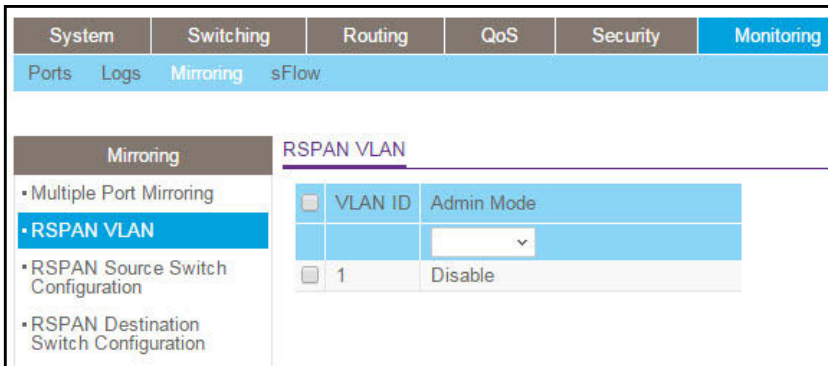 System Switching Routing QoS Security Monitoring
Ports Logs Mirroring sFlow
Mirroring
Multiple Port Mirroring
RSPAN VLAN
RSPAN Source Switch
Configuration
RSPAN Destination
Switch Configuration
RSPAN VLAN
VLAN ID Admin Mode
1 Disable